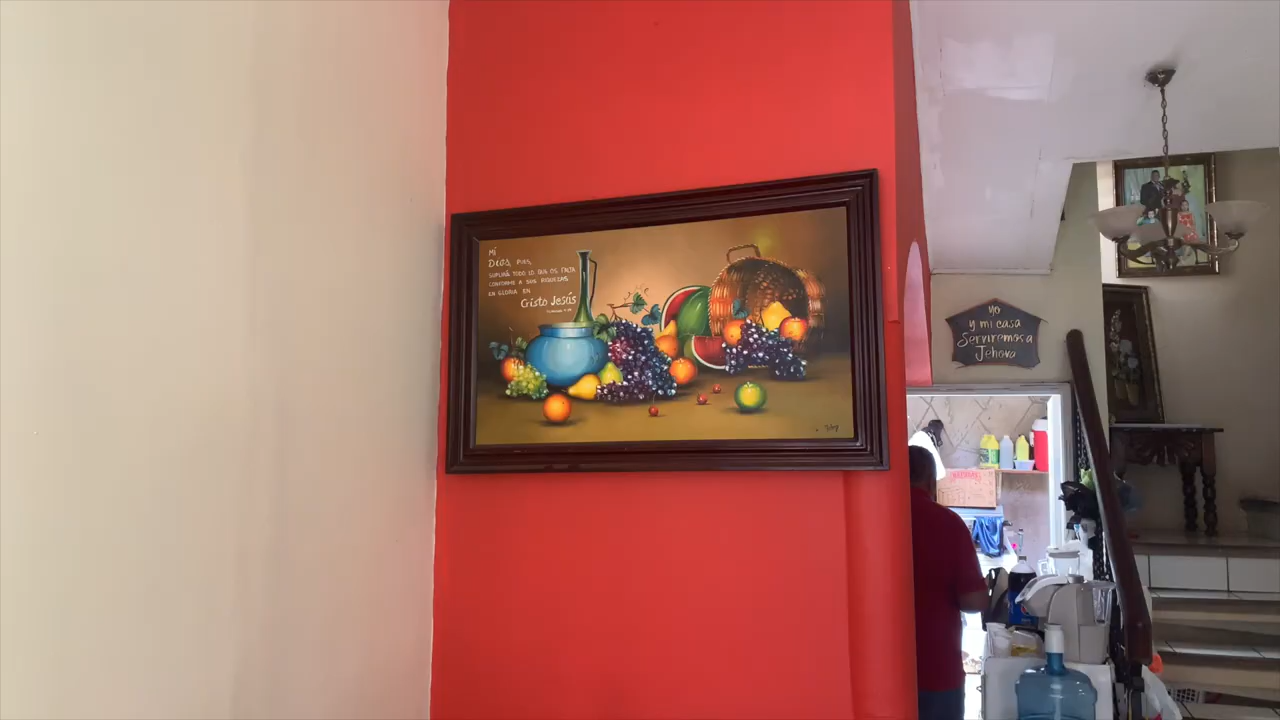 Mi
Dios, pues,
suplirá todo lo que os falta
conforme a sus riquezas
en gloria en
Cristo Jesús
yo
y mi casa
Serviremos a
Jehova